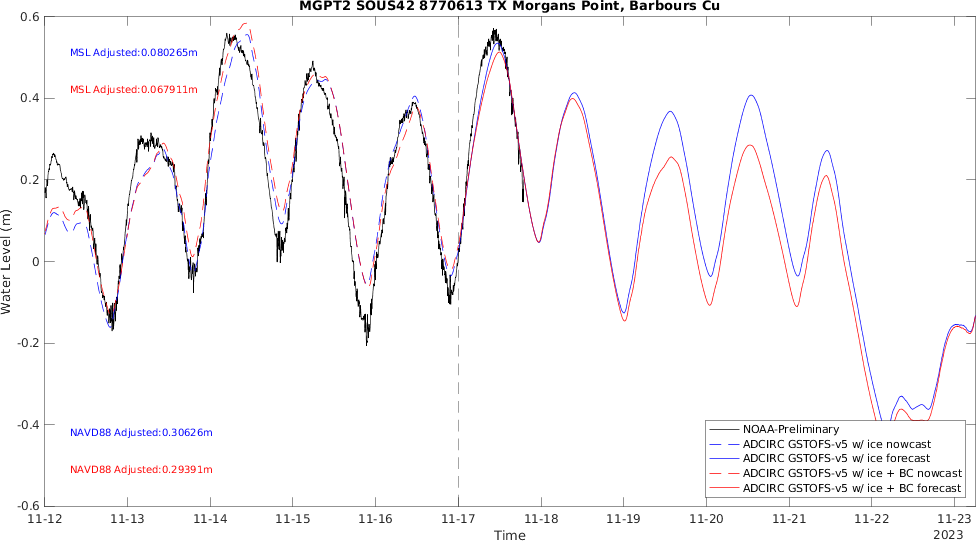 MGPT2 SOUS42 8770613 TX Morgans Point, Barbours Cu
Water Level (m)
0.6
0.4
0.2
0
-0.2
-0.4
-0.6
MSL Adjusted:0.080265m
MSL Adjusted:0.067911m
NAVD88 Adjusted:0.30626m
NAVD88 Adjusted:0.29391m
NOAA-Preliminary
ADCIRC GSTOFS-v5 w/ ice nowcast
ADCIRC GSTOFS-v5 w/ ice forecast
ADCIRC GSTOFS-v5 w/ ice + BC nowcast
ADCIRC GSTOFS-v5 w/ ice + BC forecast
11-12 11-13 11-14 11-15 11-16 11-17 11-18 11-19 11-20 11-21 11-22 11-23
Time
2023